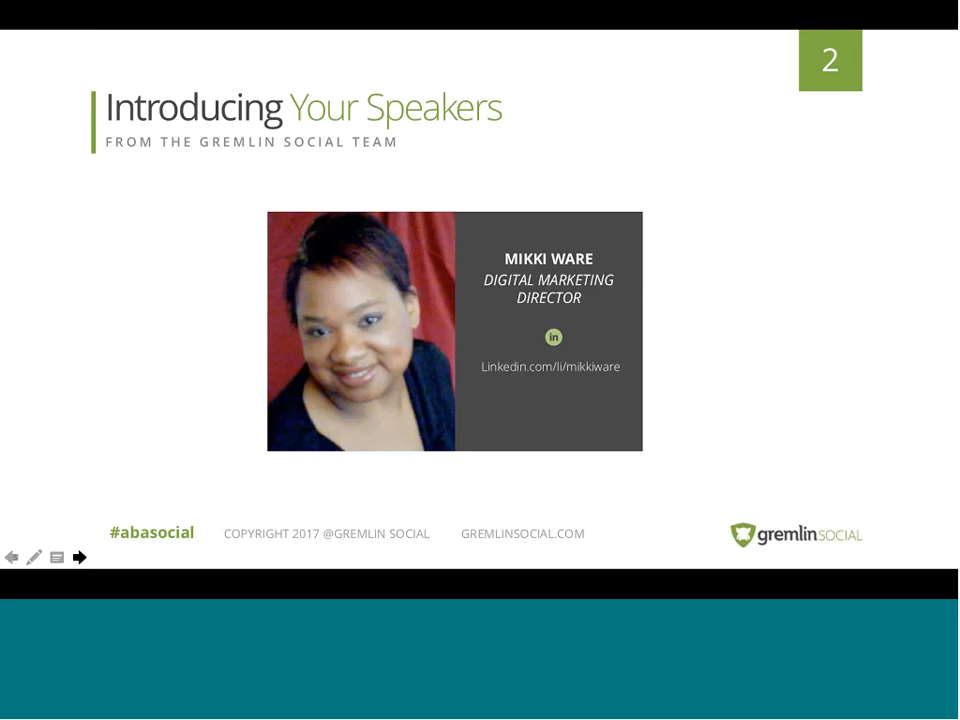 2
Introducing Your Speakers
FROM THE GREMLIN SOCIAL TEAM
MIKKI WARE
DIGITAL MARKETING
DIRECTOR
in
Linkedin.com/li/mikkiware
#abasocial COPYRIGHT 2017 @GREMLIN SOCIAL GREMLINSOCIAL.COM
gremlinSOCIAL